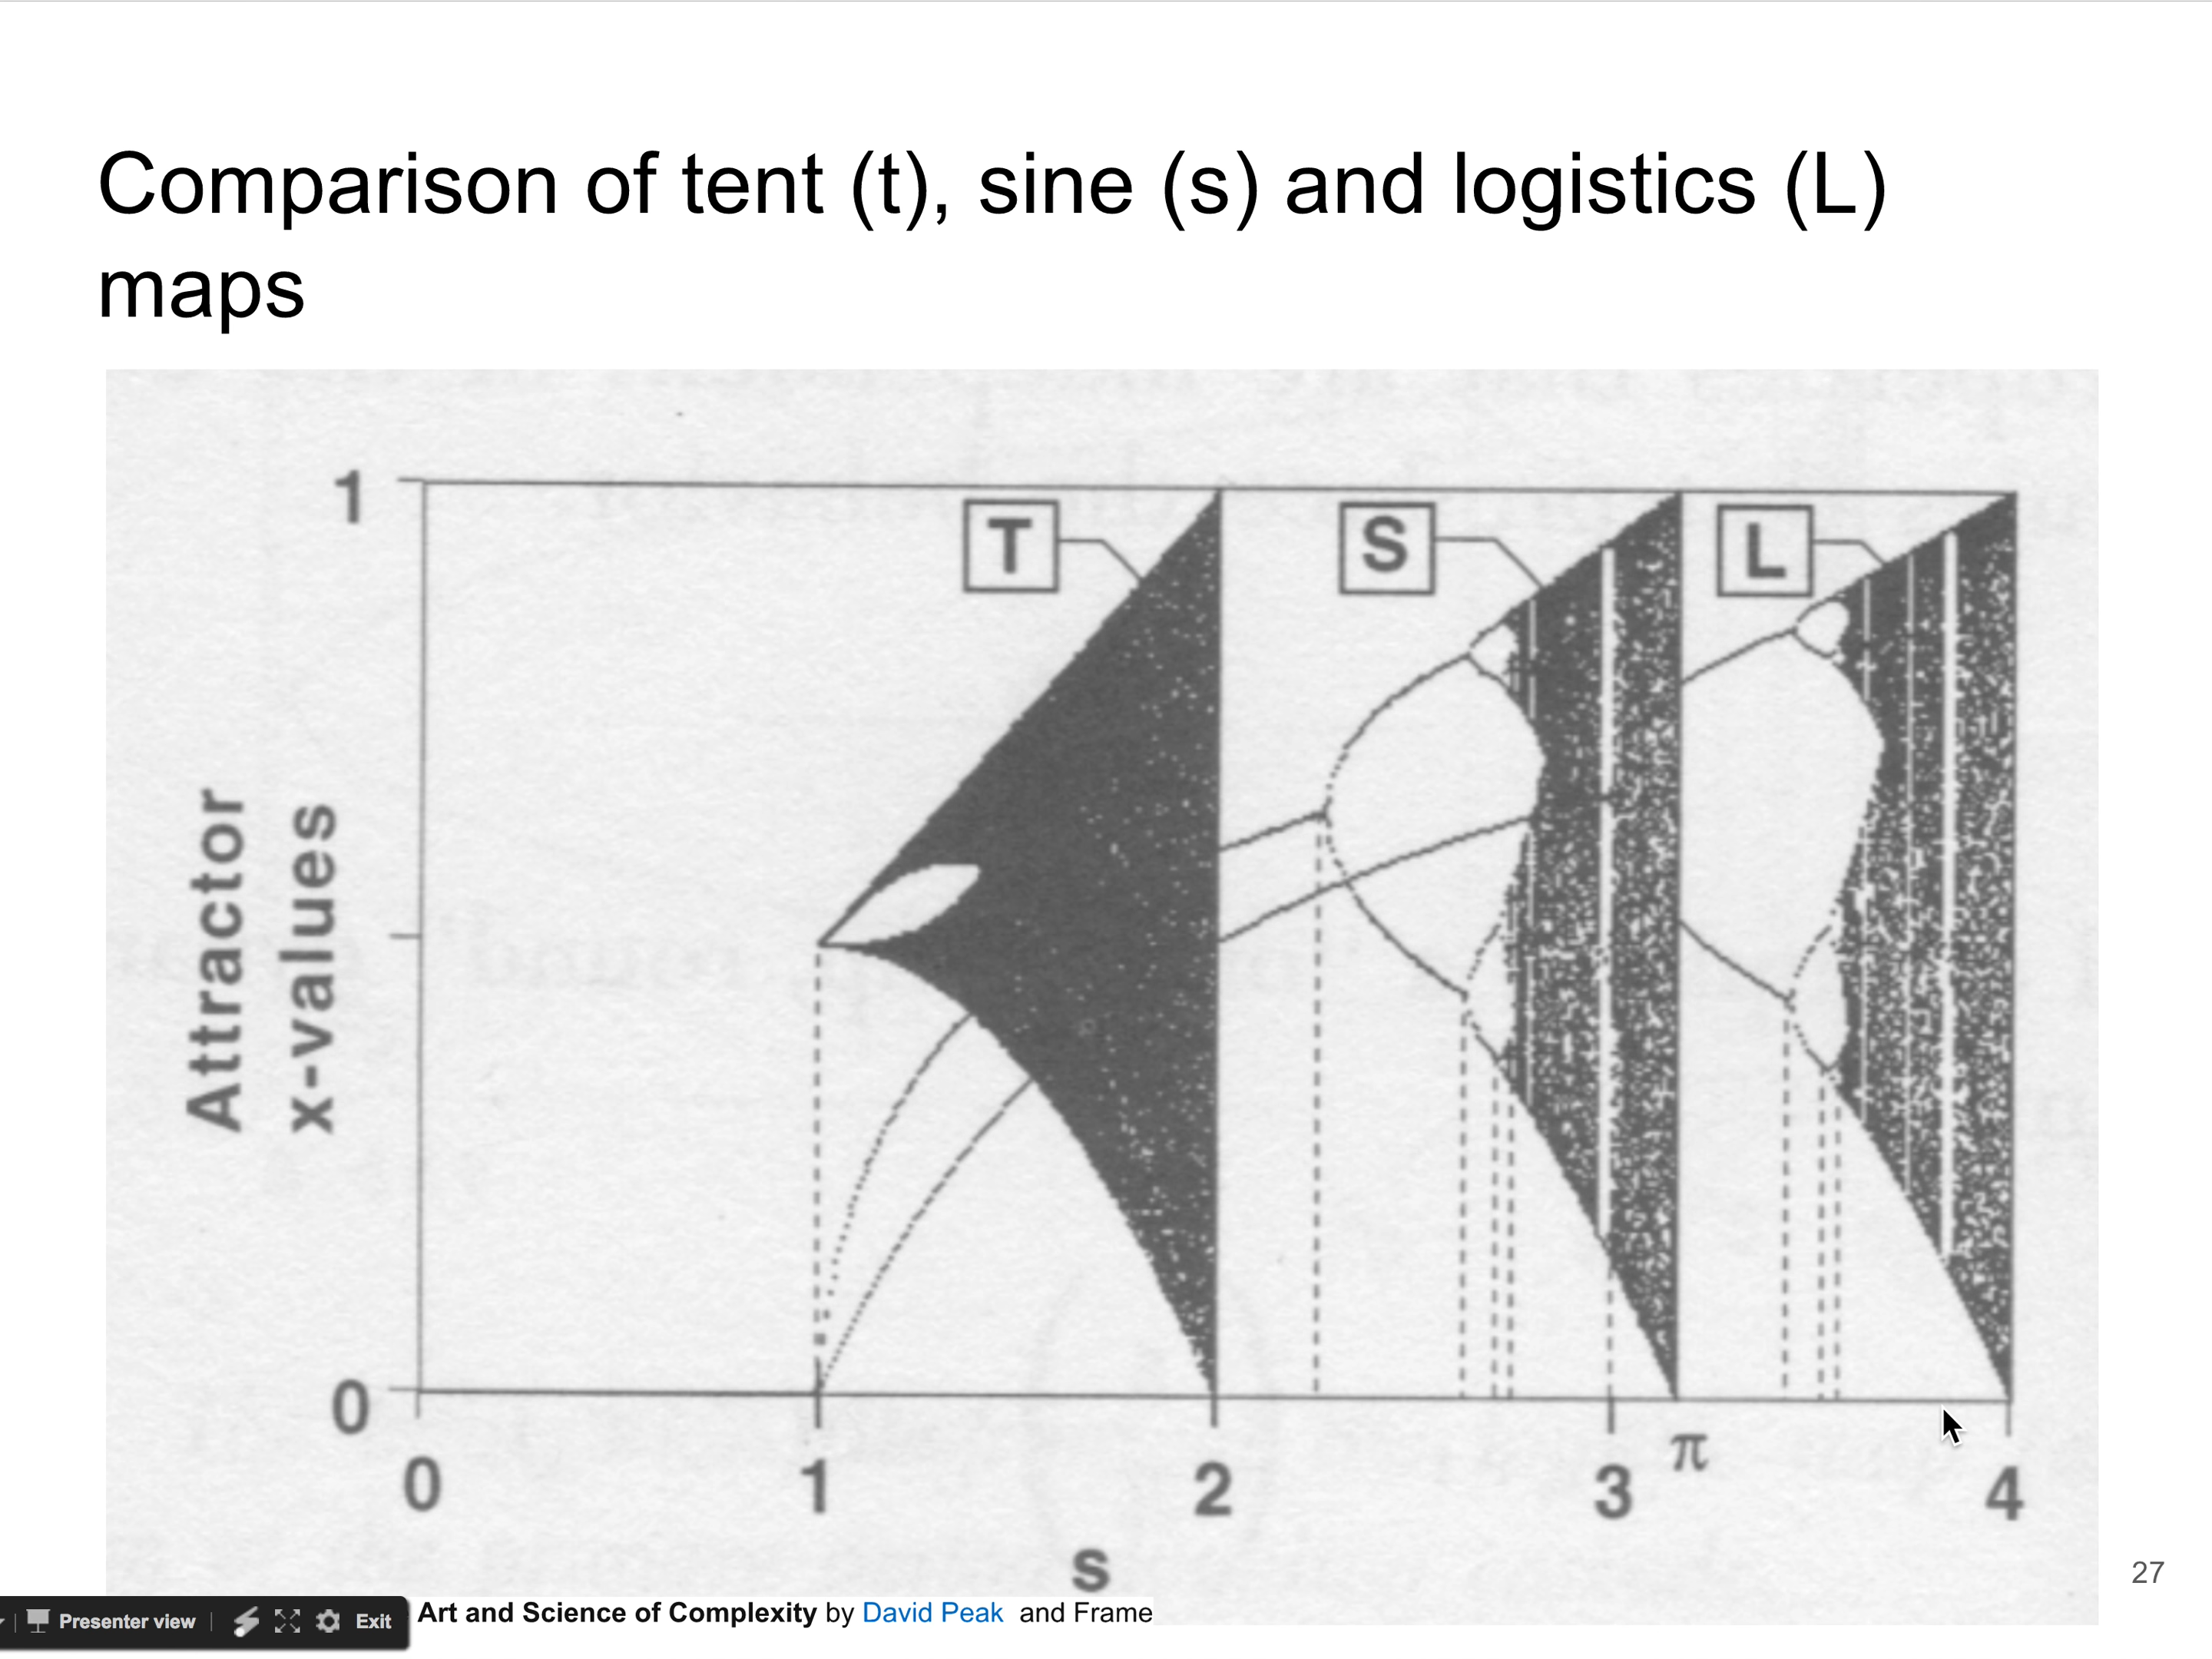 Comparison of tent (t), sine (s) and logistics (L)
maps
1
T
S
L
Attractor
x-values
0
0
1
2
3
π
4
s
27
Presenter view
Exit
Art and Science of Complexity by David Peak and Frame